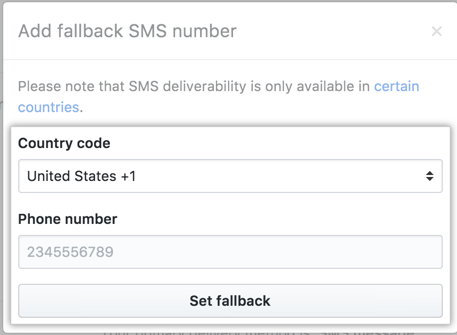 Add fallback SMS number
×
Please note that SMS deliverability is only available in certain
countries.
Country code
United States +1
Phone number
2345556789
Set fallback